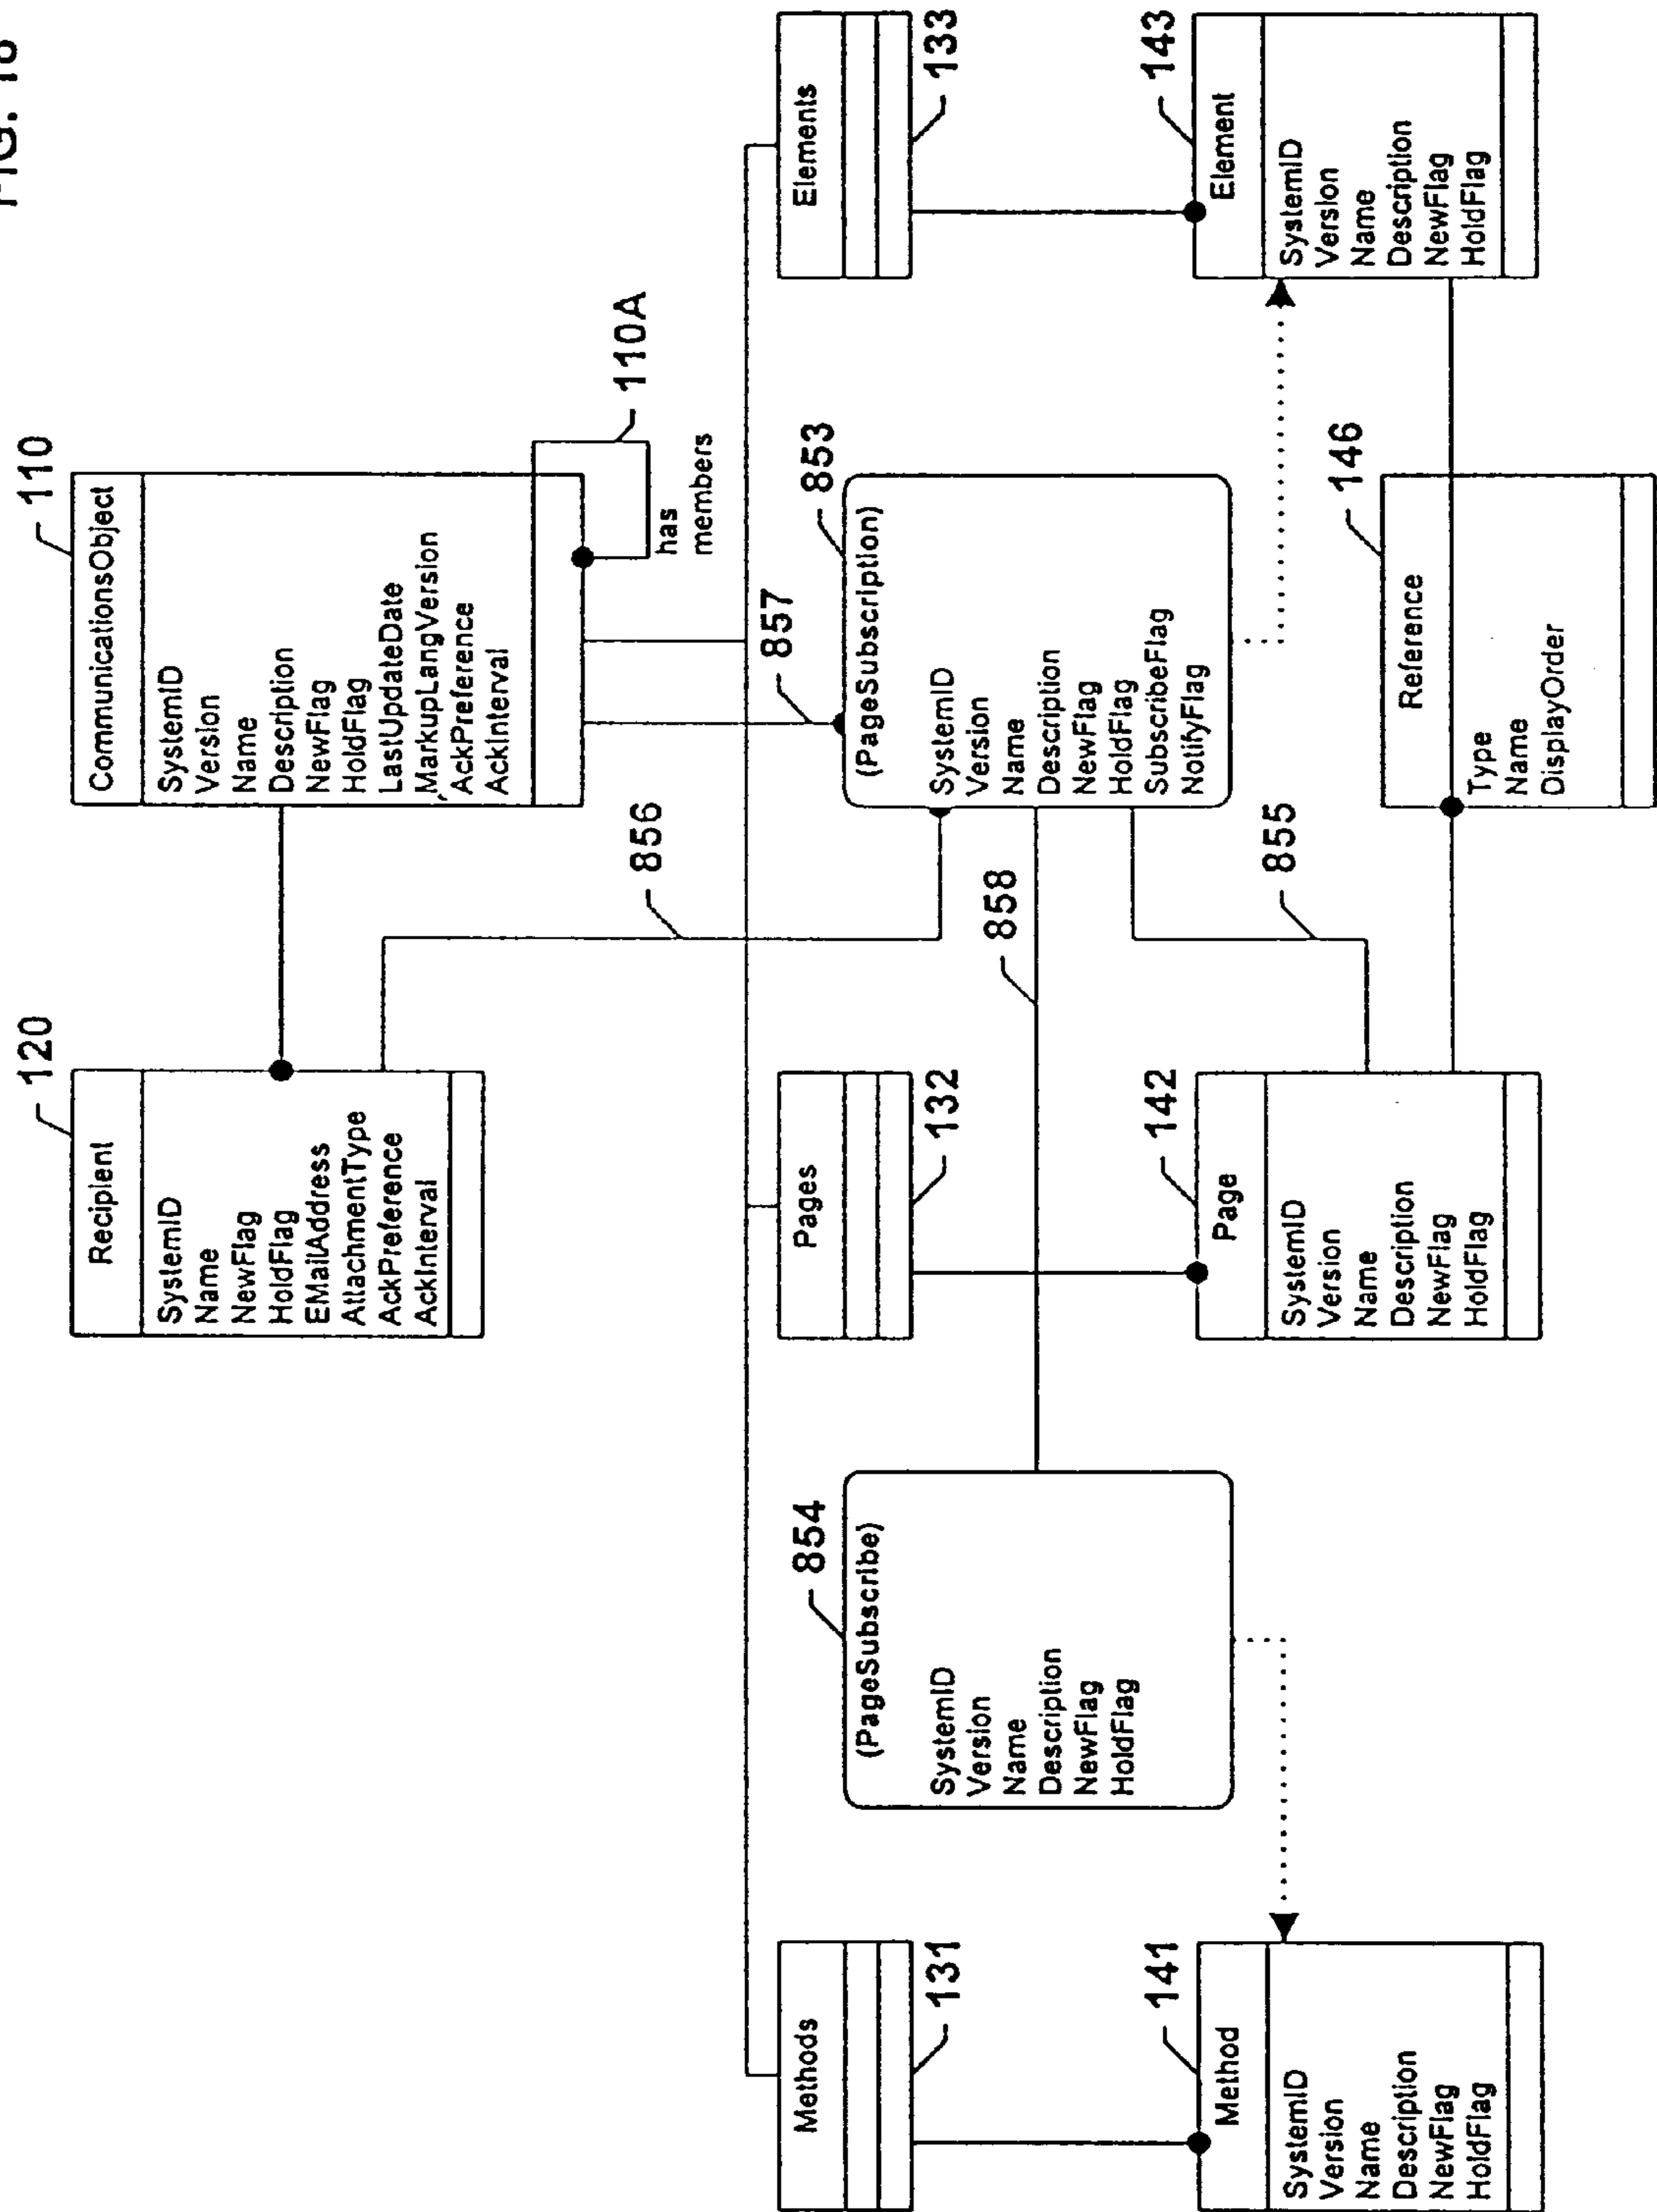 FIG. 18
120
Recipient
SystemID
Name
NewFlag
HoldFlag
EMailAddress
AttachmentType
AckPreference
AckInterval
110
CommunicationsObject
SystemID
Version
Name
Description
NewFlag
HoldFlag
LastUpdateDate
MarkupLangVersion
AckPreference
AckInterval
110A
has
members
856
857
Methods
131
Pages
132
Elements
133
854
(PageSubscribe)
SystemID
Version
Name
Description
NewFlag
HoldFlag
858
853
(PageSubscription)
SystemID
Version
Name
Description
NewFlag
HoldFlag
SubscribeFlag
NotifyFlag
855
141
Method
SystemID
Version
Name
Description
NewFlag
HoldFlag
142
Page
SystemID
Version
Name
Description
NewFlag
HoldFlag
146
Reference
Type
Name
DisplayOrder
143
Element
SystemID
Version
Name
Description
NewFlag
HoldFlag